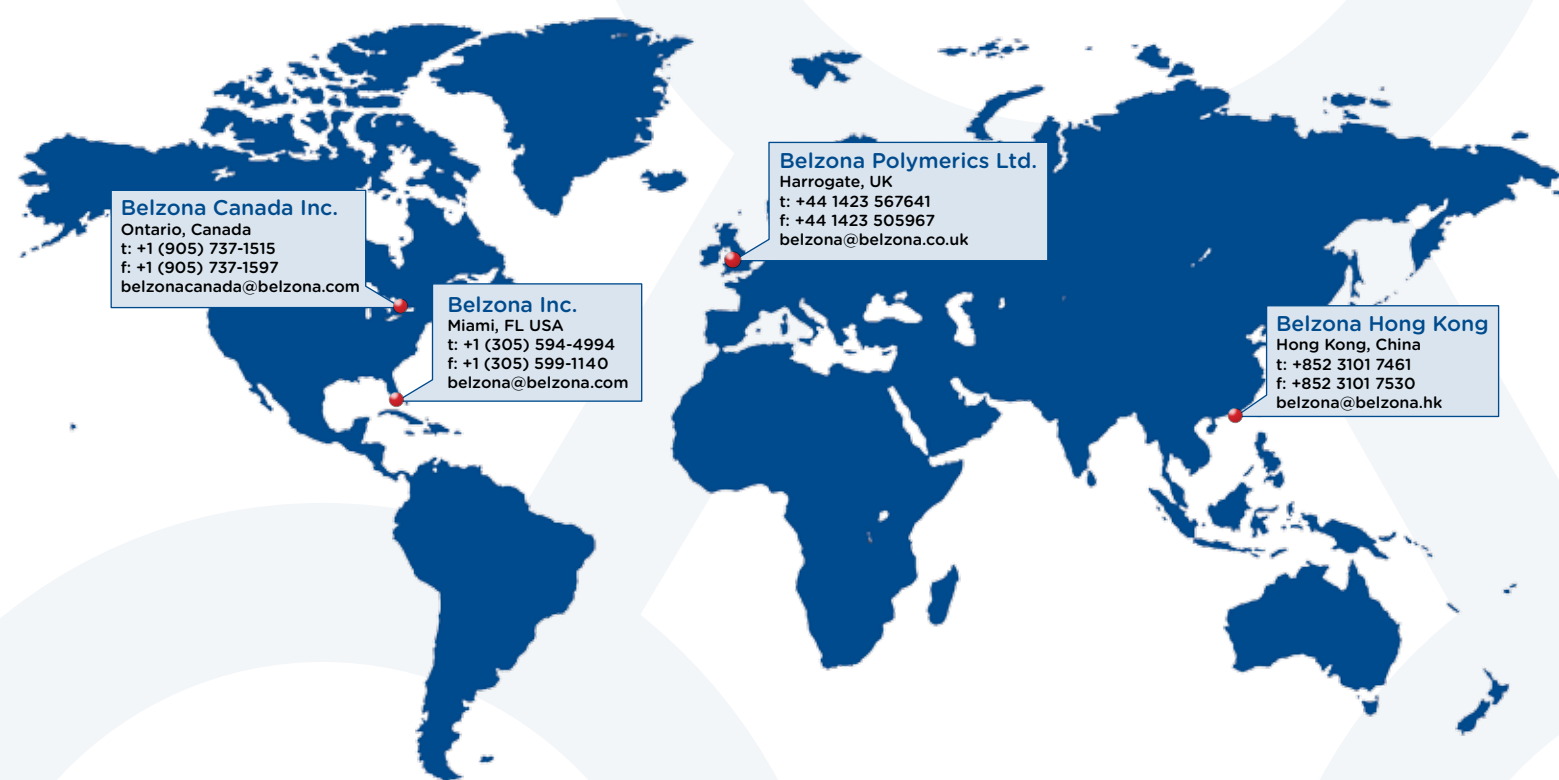 Belzona Polymerics Ltd.
Harrogate, UK
t: +44 1423 567641
f: +44 1423 505967
belzona@belzona.co.uk
Belzona Canada Inc.
Ontario, Canada
t: +1 (905) 737-1515
f: +1 (905) 737-1597
belzonacanada@belzona.com
Belzona Inc.
Miami, FL USA
t: +1 (305) 594-4994
f: +1 (305) 599-1140
belzona@belzona.com
Belzona Hong Kong
Hong Kong, China
t: +852 3101 7461
f: +852 3101 7530
belzona@belzona.hk